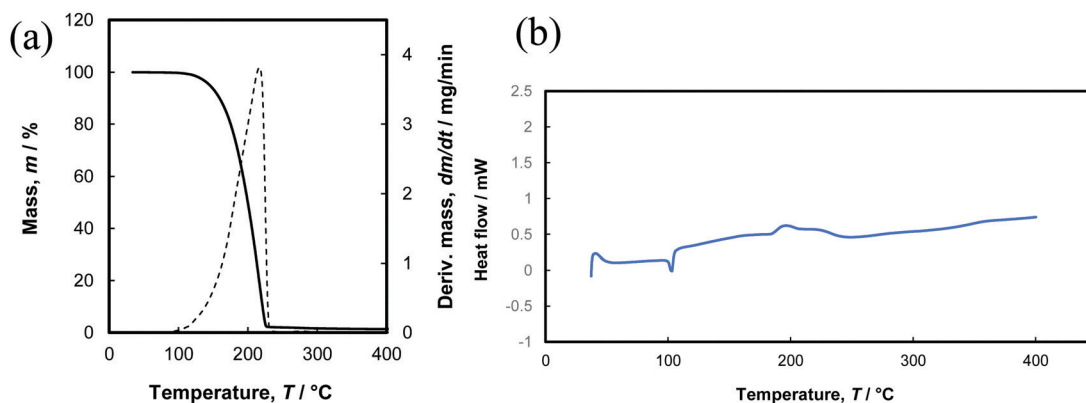 (a)
120
100
80
60
40
20
0
Mass, m / %
4
3
2
1
0
Deriv. mass, dm/dt / mg/min
0 100 200 300 400
Temperature, T / °C
(b)
2.5
2
1.5
1
0.5
0
-0.5
-1
Heat flow / mW
0 100 200 300 400
Temperature, T / °C